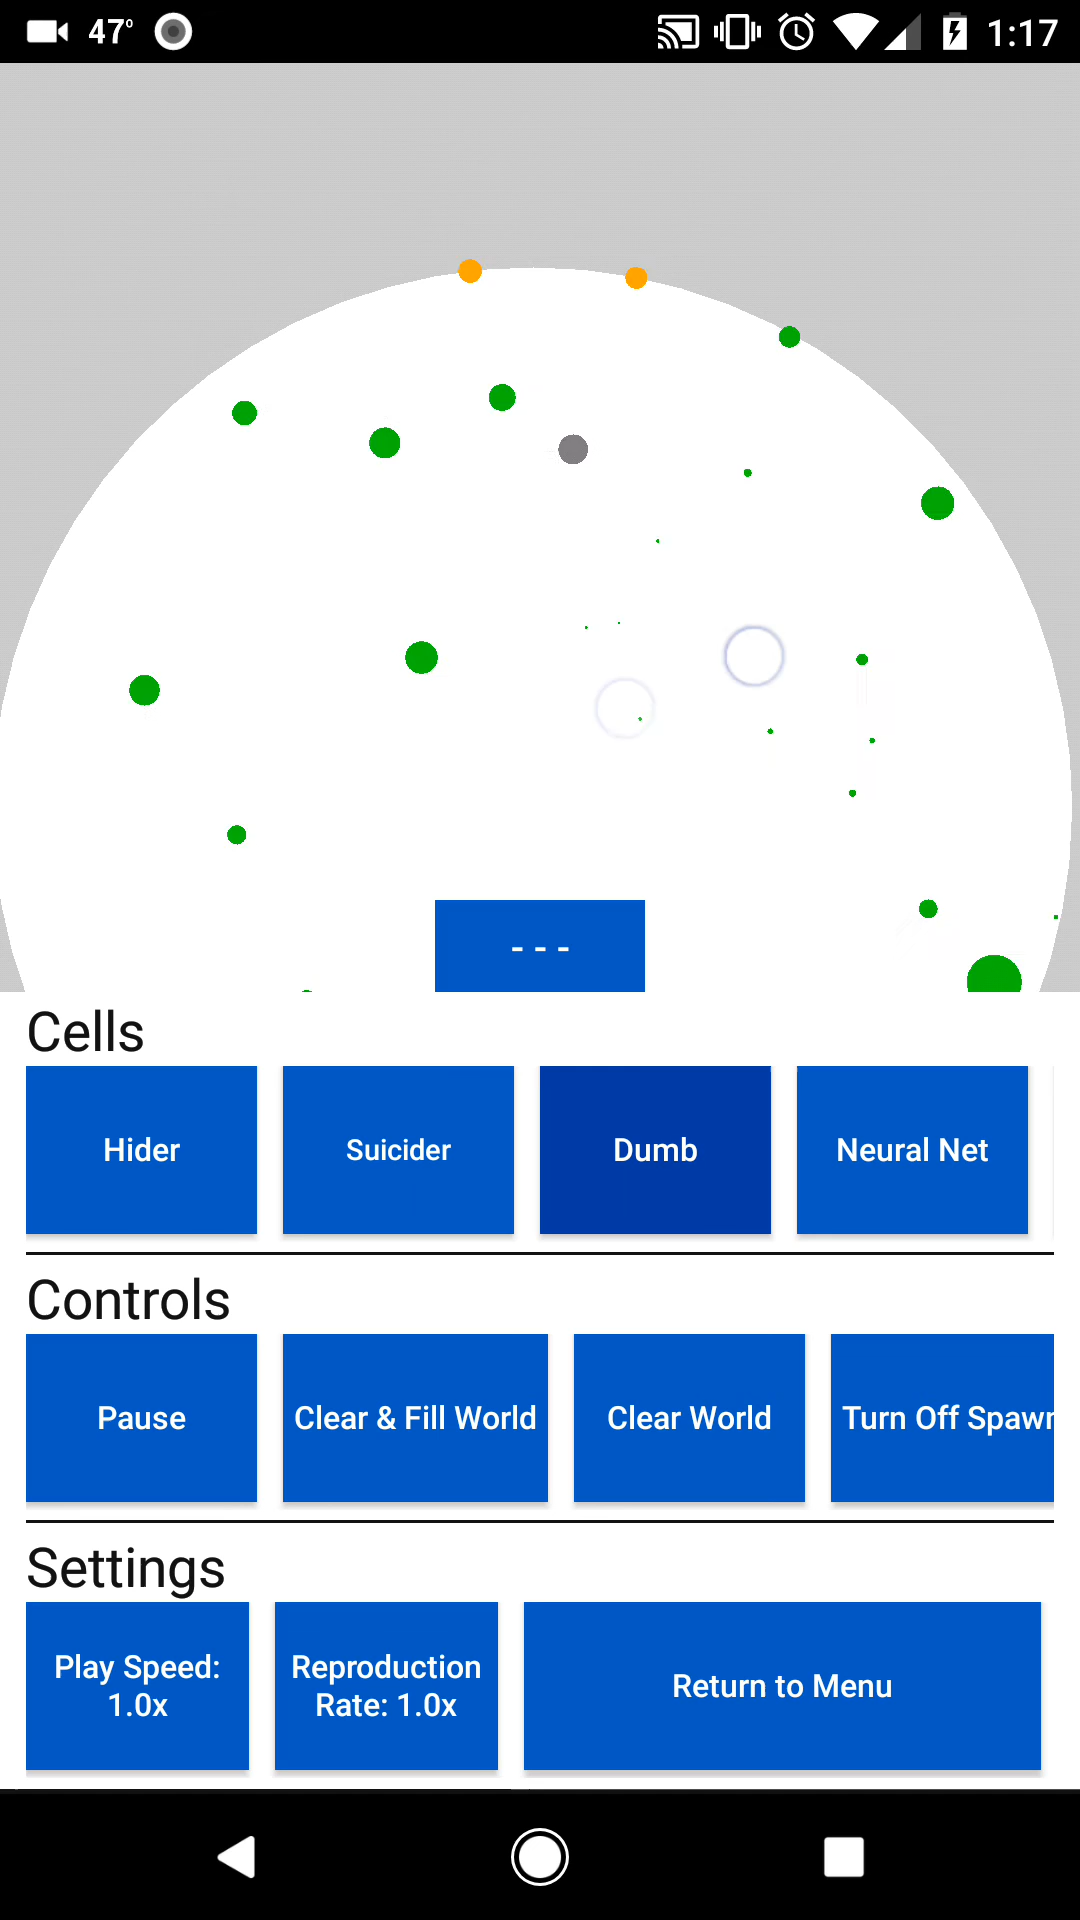 47° 1:17
- - -
Cells
Hider Suicider Dumb Neural Net
Controls
Pause Clear & Fill World Clear World Turn Off Spawn
Settings
Play Speed: 1.0x
Reproduction Rate: 1.0x
Return to Menu